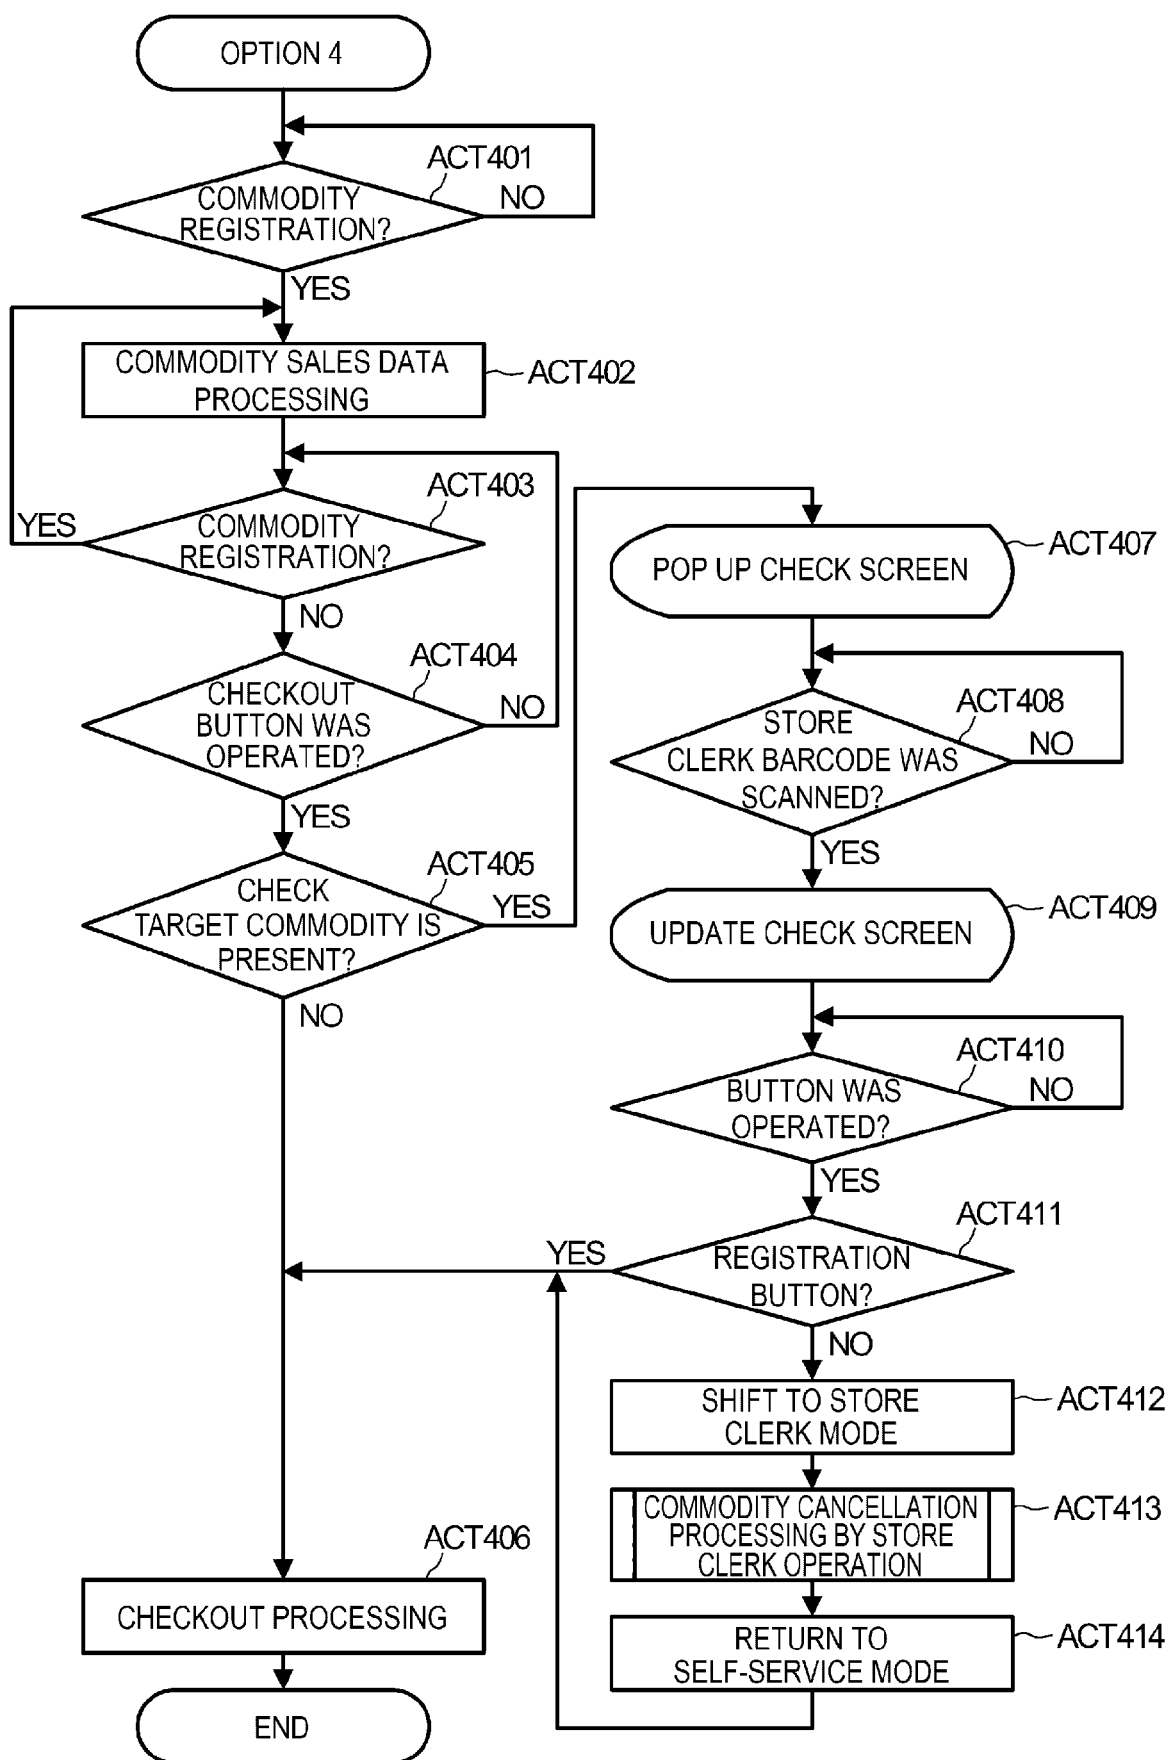 OPTION 4
ACT401
COMMODITY
REGISTRATION?
NO
YES
COMMODITY SALES DATA
PROCESSING
ACT402
ACT403
YES
COMMODITY
REGISTRATION?
NO
ACT404
CHECKOUT
BUTTON WAS
OPERATED?
NO
YES
ACT405
CHECK
TARGET COMMODITY IS
PRESENT?
YES
NO
ACT406
CHECKOUT PROCESSING
END
POP UP CHECK SCREEN
ACT407
ACT408
STORE
CLERK BARCODE WAS
SCANNED?
NO
YES
UPDATE CHECK SCREEN
ACT409
ACT410
BUTTON WAS
OPERATED?
NO
YES
ACT411
YES
REGISTRATION
BUTTON?
NO
SHIFT TO STORE
CLERK MODE
ACT412
COMMODITY CANCELLATION
PROCESSING BY STORE
CLERK OPERATION
ACT413
RETURN TO
SELF-SERVICE MODE
ACT414